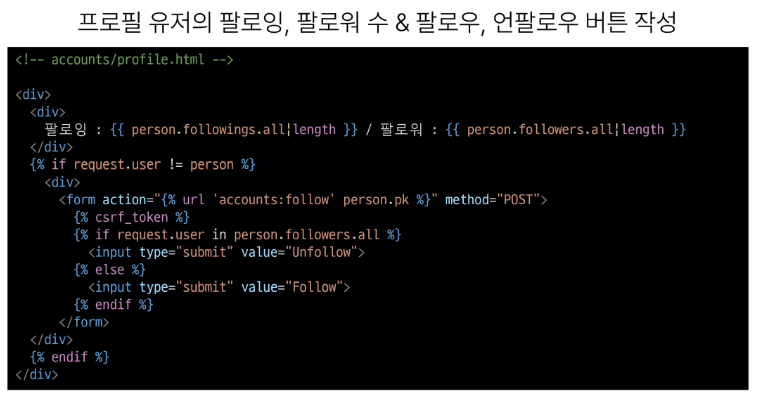 프로필 유저의 팔로잉, 팔로워 수 & 팔로우, 언팔로우 버튼 작성
<!-- accounts/profile.html -->
<div>
<div>
팔로잉 : {{ person.followings.all|length }} / 팔로워 : {{ person.followers.all|length }}
</div>
{% if request.user != person %}
<div>
<form action="{% url 'accounts:follow' person.pk %}" method="POST">
{% csrf_token %}
{% if request.user in person.followers.all %}
<input type="submit" value="Unfollow">
{% else %}
<input type="submit" value="Follow">
{% endif %}
</form>
</div>
{% endif %}
</div>